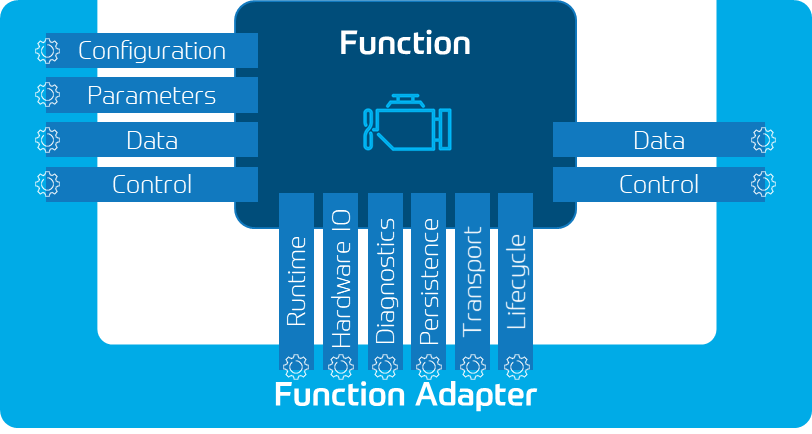 Function
Configuration
Parameters
Data
Control
Data
Control
Runtime
Hardware IO
Diagnostics
Persistence
Transport
Lifecycle
Function Adapter